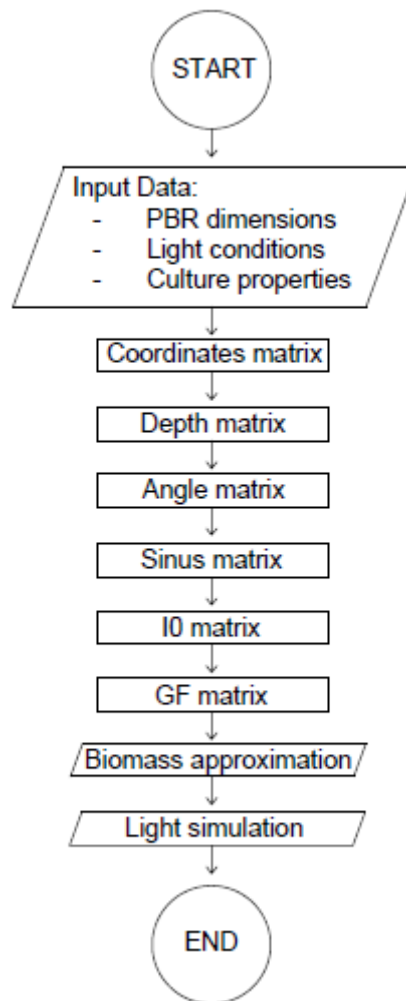 START
Input Data:
- PBR dimensions
- Light conditions
- Culture properties
Coordinates matrix
Depth matrix
Angle matrix
Sinus matrix
I0 matrix
GF matrix
Biomass approximation
Light simulation
END